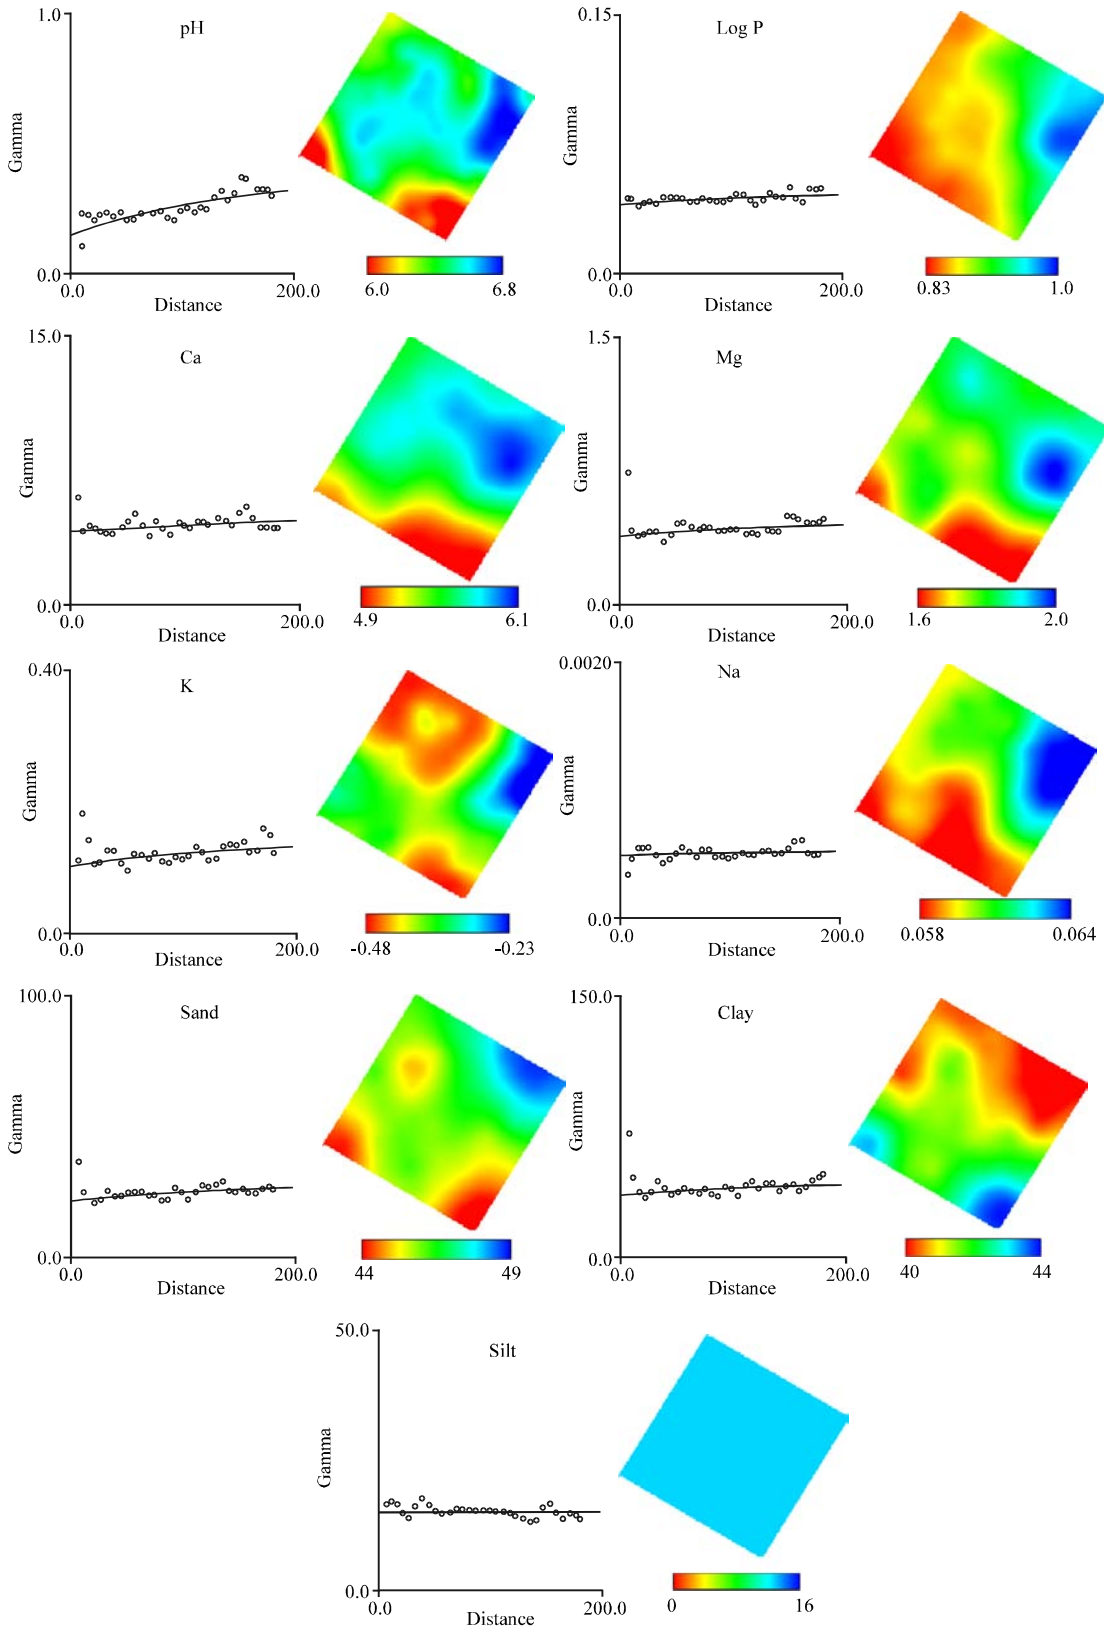 1.0
pH
Gamma
0.0
0.0
200.0
Distance
6.0
6.8
0.15
Log P
Gamma
0.0
0.0
200.0
Distance
0.83
1.0
15.0
Ca
Gamma
0.0
0.0
200.0
Distance
4.9
6.1
1.5
Mg
Gamma
0.0
0.0
200.0
Distance
1.6
2.0
0.40
K
Gamma
0.0
0.0
200.0
Distance
-0.48
-0.23
0.0020
Na
Gamma
0.0
0.0
200.0
Distance
0.058
0.064
100.0
Sand
Gamma
0.0
0.0
200.0
Distance
44
49
150.0
Clay
Gamma
0.0
0.0
200.0
Distance
40
44
50.0
Silt
Gamma
0.0
0.0
200.0
Distance
0
16